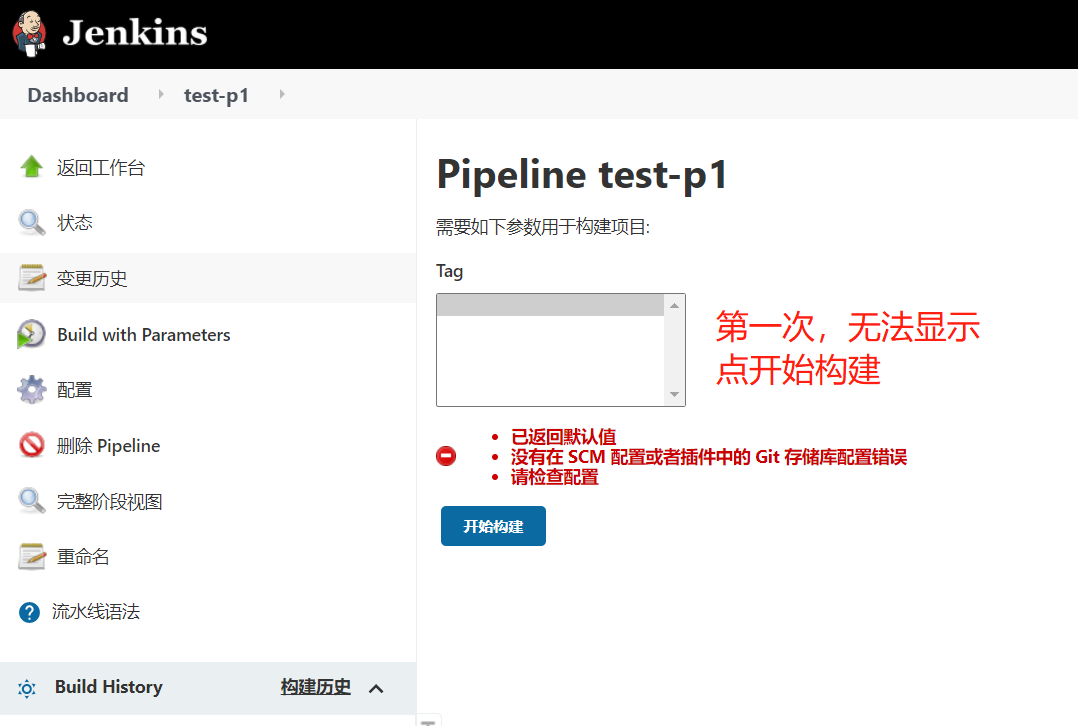 Jenkins
Dashboard
test-p1
返回工作台
状态
变更历史
Build with Parameters
配置
删除 Pipeline
完整阶段视图
重命名
流水线语法
Build History
构建历史
Pipeline test-p1
需要如下参数用于构建项目:
Tag
第一次，无法显示
点开始构建
已返回默认值
没有在 SCM 配置或者插件中的 Git 存储库配置错误
请检查配置
开始构建